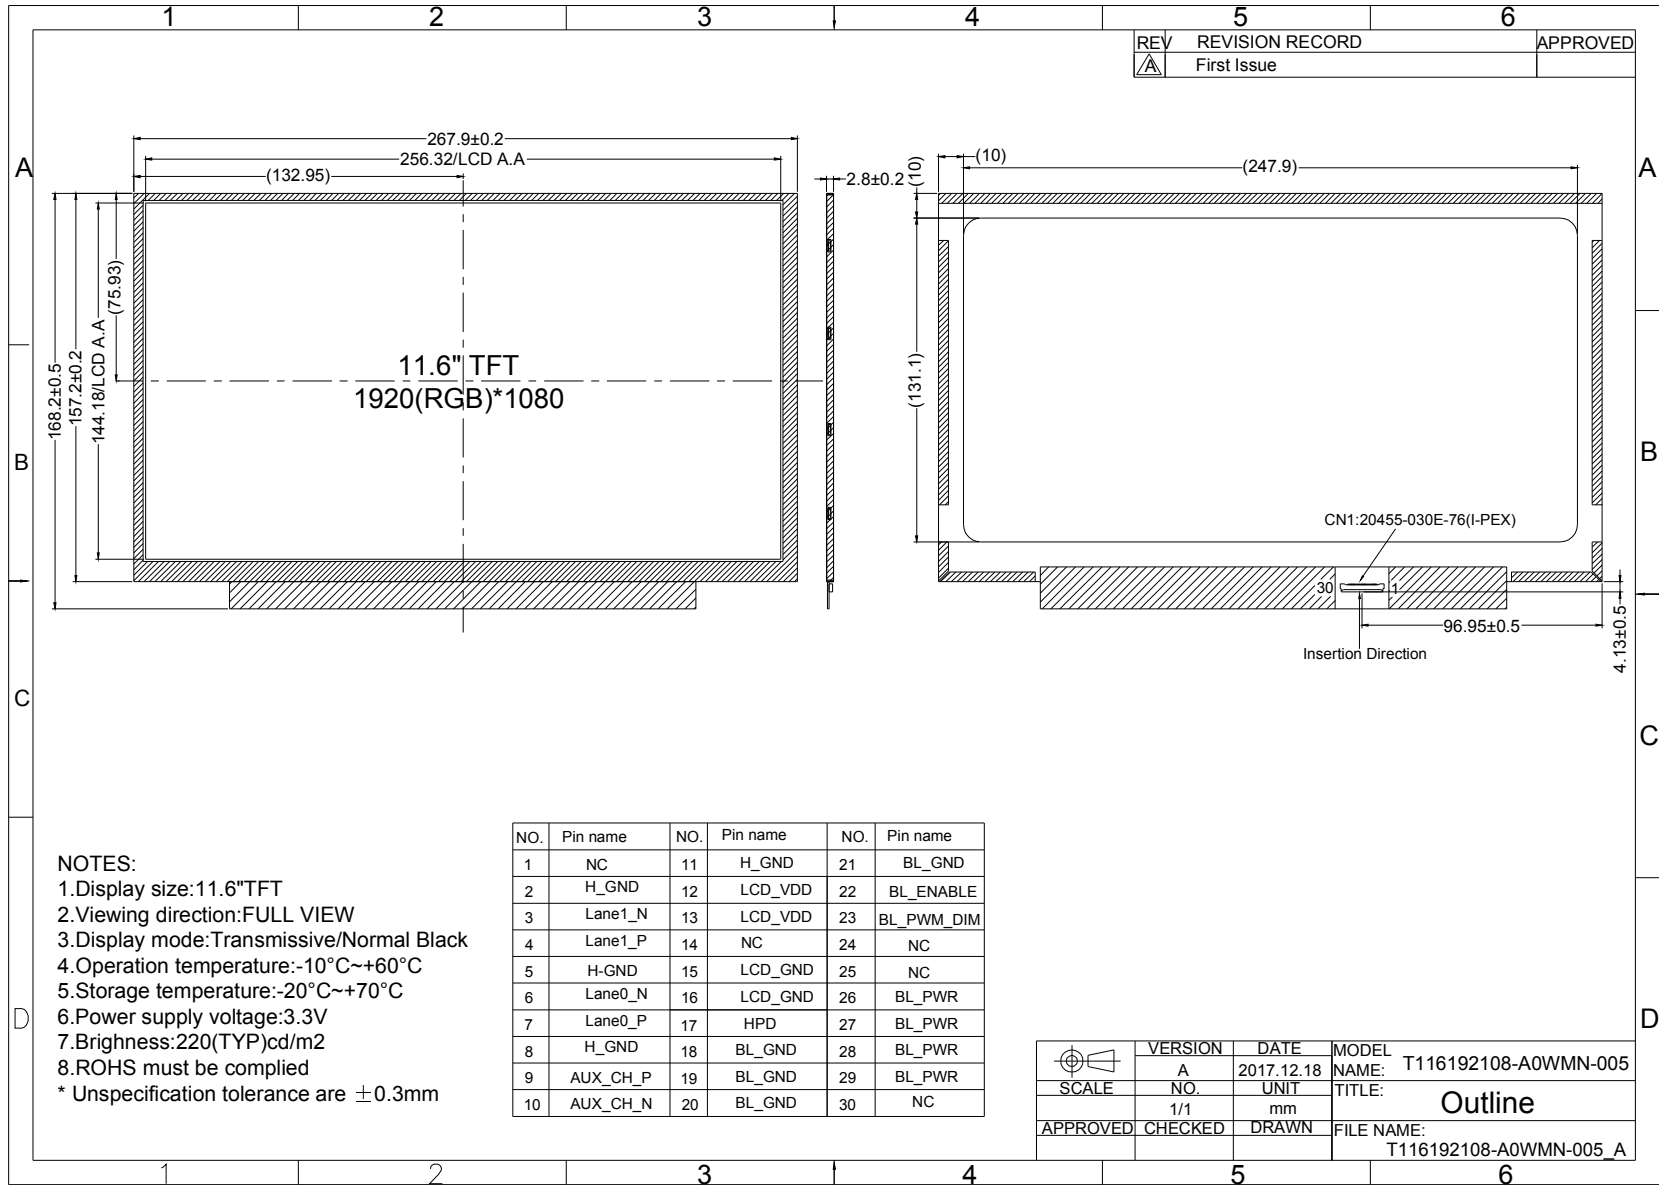 1 2 3 4 5 6
REV REVISION RECORD APPROVED
A First Issue
267.9±0.2
256.32/LCD A.A
(132.95)
2.8±0.2
(10)
(10)
(247.9)
A A
(75.93)
168.2±0.5
157.2±0.2
144.18/LCD A.A
11.6" TFT
1920(RGB)*1080
(131.1)
B B
CN1:20455-030E-76(I-PEX)
30 1
96.95±0.5
4.13±0.5
Insertion Direction
C C
NOTES:
1.Display size:11.6"TFT
2.Viewing direction:FULL VIEW
3.Display mode:Transmissive/Normal Black
4.Operation temperature:-10°C~+60°C
5.Storage temperature:-20°C~+70°C
6.Power supply voltage:3.3V
7.Brighness:220(TYP)cd/m2
8.ROHS must be complied
* Unspecification tolerance are ±0.3mm
NO. Pin name NO. Pin name NO. Pin name
1 NC 11 H_GND 21 BL_GND
2 H_GND 12 LCD_VDD 22 BL_ENABLE
3 Lane1_N 13 LCD_VDD 23 BL_PWM_DIM
4 Lane1_P 14 NC 24 NC
5 H-GND 15 LCD_GND 25 NC
6 Lane0_N 16 LCD_GND 26 BL_PWR
7 Lane0_P 17 HPD 27 BL_PWR
8 H_GND 18 BL_GND 28 BL_PWR
9 AUX_CH_P 19 BL_GND 29 BL_PWR
10 AUX_CH_N 20 BL_GND 30 NC
D D
VERSION DATE MODEL NAME: T116192108-A0WMN-005
A 2017.12.18
SCALE NO. UNIT TITLE: Outline
1/1 mm
APPROVED CHECKED DRAWN FILE NAME:
T116192108-A0WMN-005_A
1 2 3 4 5 6